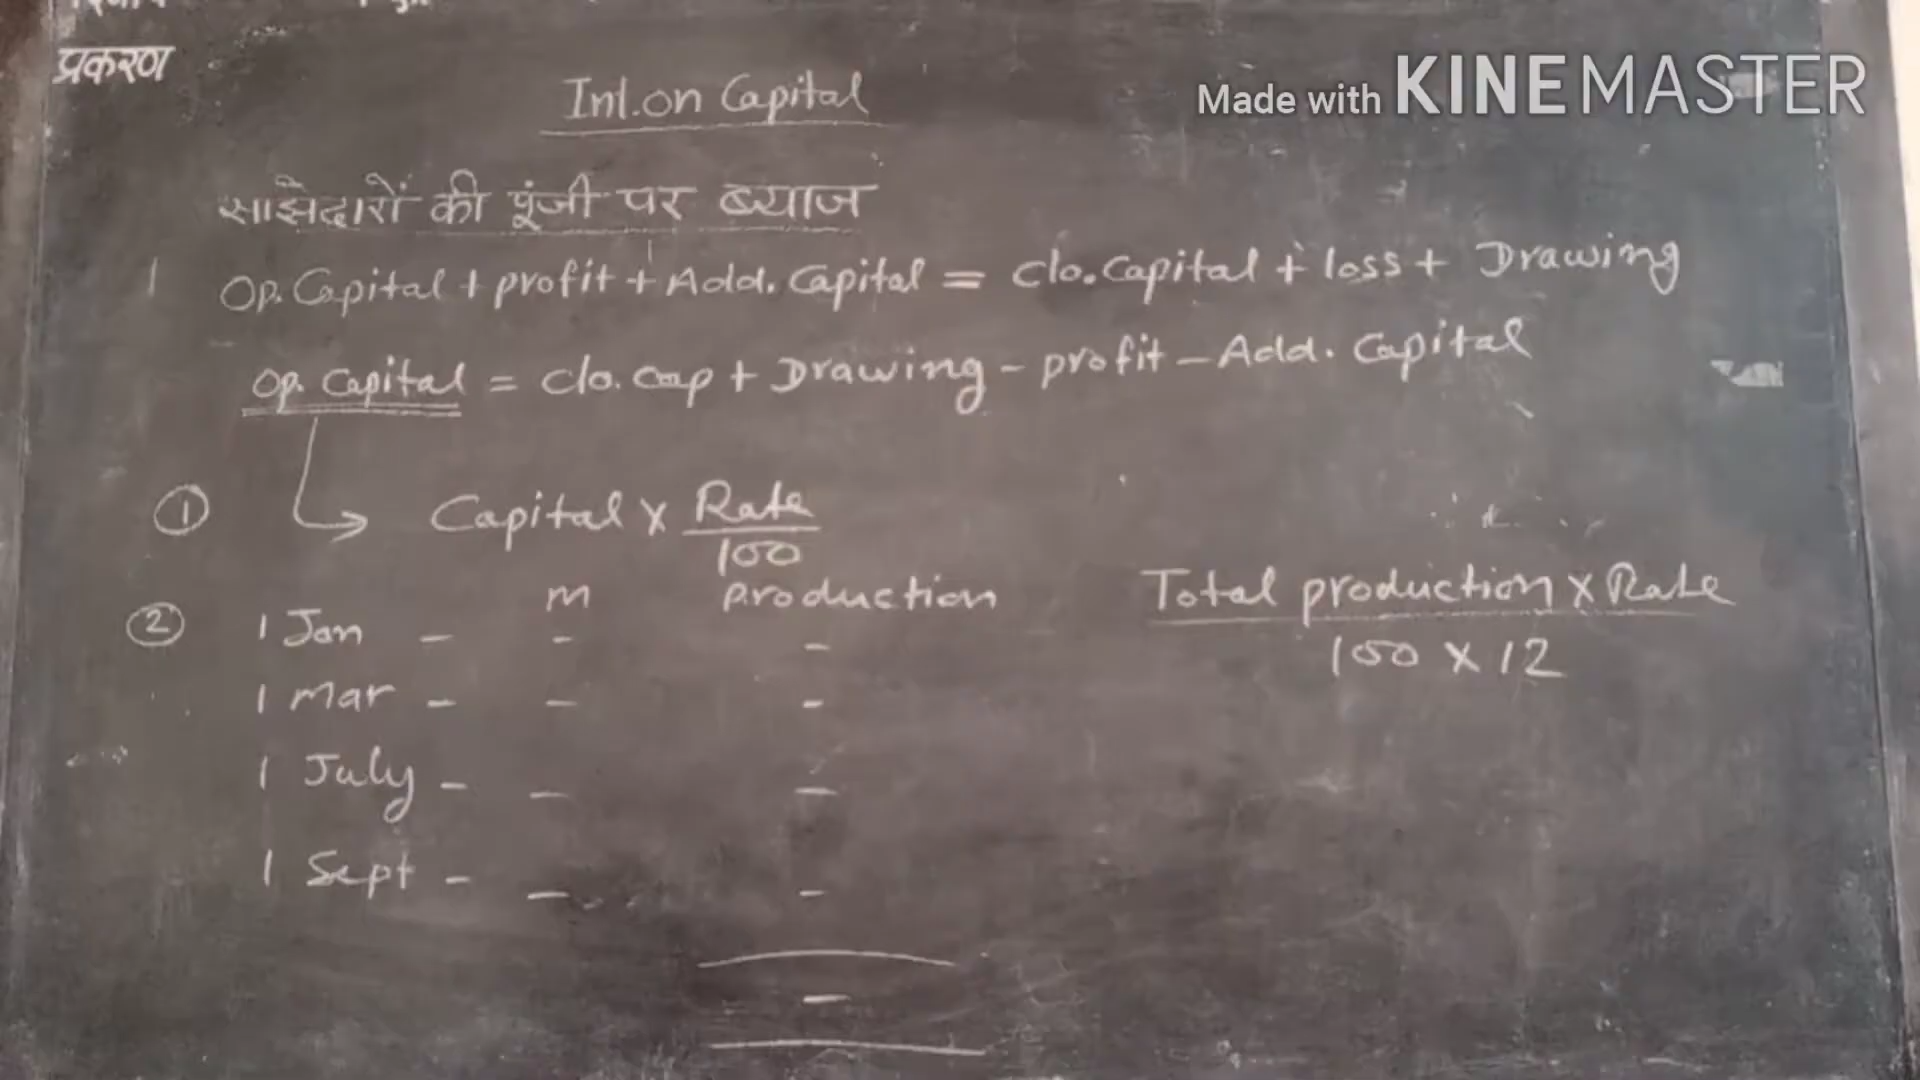 प्रकरण
Made with KINEMASTER
Int. on Capital
साझेदारों की पूंजी पर ब्याज
1 Op. Capital + profit + Add. Capital = Clo. Capital + loss + Drawing
Op. Capital = Clo. Cap + Drawing - profit - Add. Capital
① Capital x Rate
100
m production
② 1 Jan - - -
Total production x Rate
100 x 12
1 Mar - - -
1 July - - -
1 Sept - - -
-